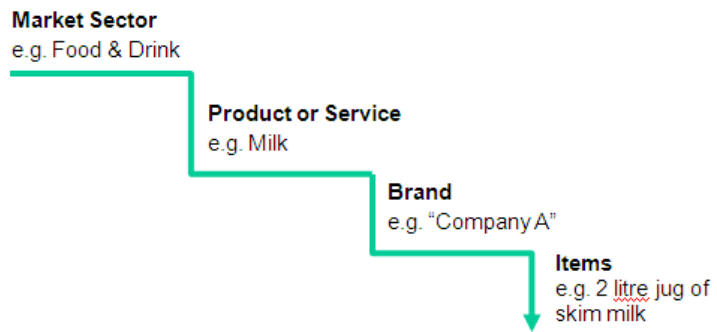 Market Sector
e.g. Food & Drink
Product or Service
e.g. Milk
Brand
e.g. “Company A”
Items
e.g. 2 litre jug of
skim milk